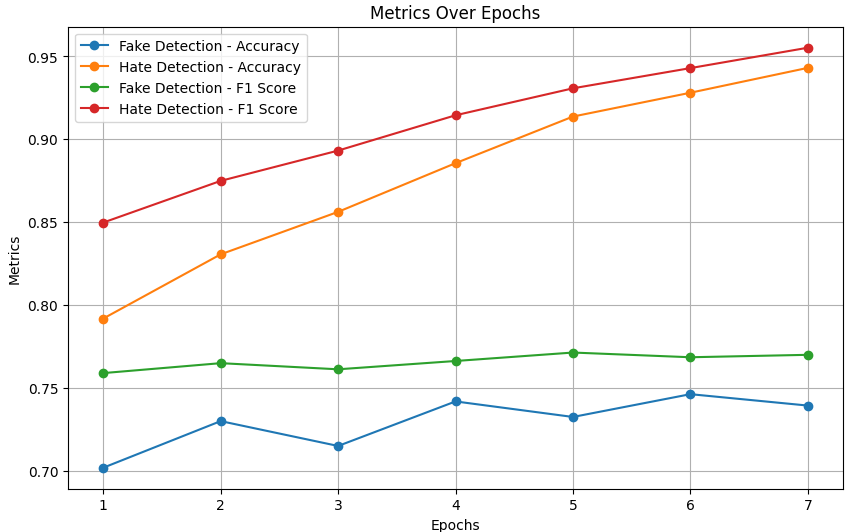 Metrics Over Epochs
Fake Detection - Accuracy
Hate Detection - Accuracy
Fake Detection - F1 Score
Hate Detection - F1 Score
0.95
0.90
0.85
0.80
0.75
0.70
Metrics
1 2 3 4 5 6 7
Epochs